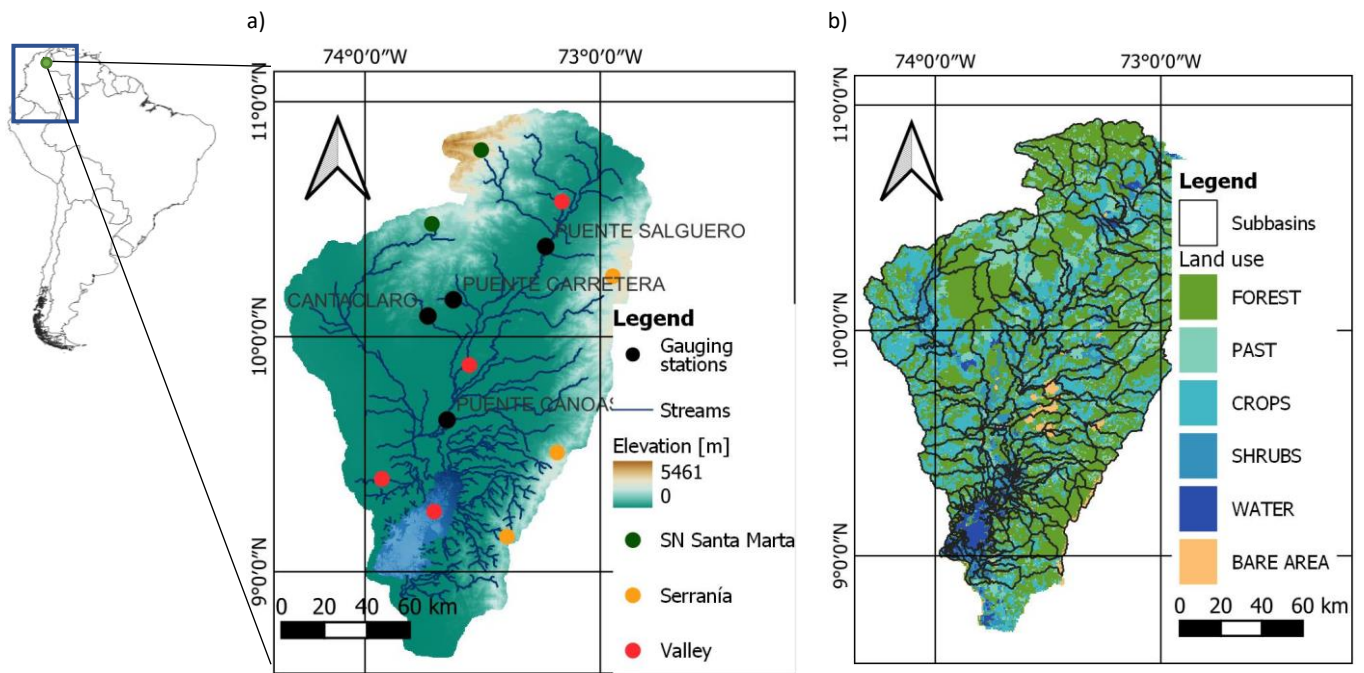 a)
74°0'0"W
73°0'0"W
11°0'0"N
10°0'0"N
9°0'0"N
PUENTE SALGUERO
PUENTE CARRETERA
CANTACLARO
PUENTE CANOAS
Legend
Gauging
stations
Streams
Elevation [m]
5461
0
SN Santa Marta
Serranía
Valley
0 20 40 60 km
b)
74°0'0"W
73°0'0"W
11°0'0"N
10°0'0"N
9°0'0"N
Legend
Subbasins
Land use
FOREST
PAST
CROPS
SHRUBS
WATER
BARE AREA
0 20 40 60 km